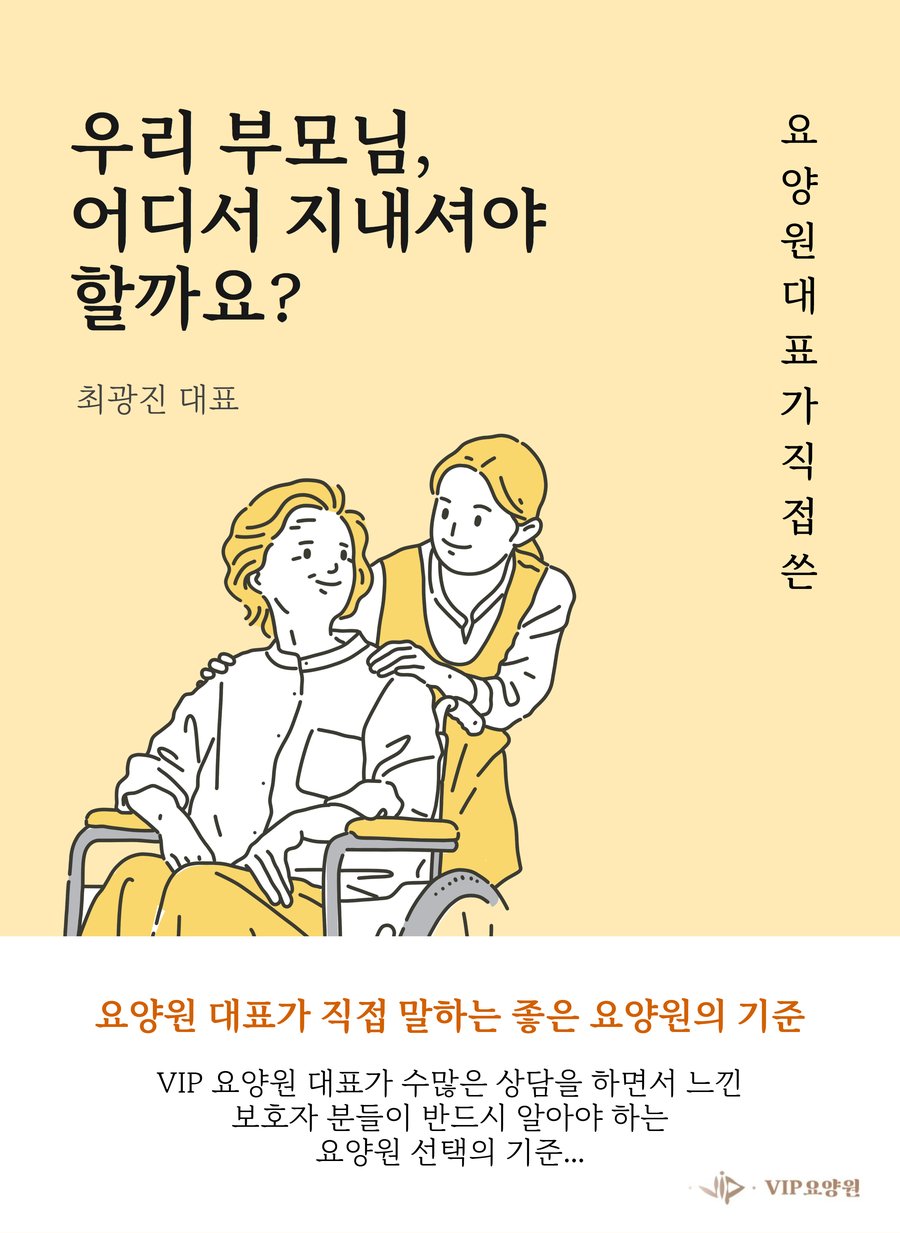 우리 부모님,
어디서 지내셔야
할까요?
최광진 대표
요양원대표가직접쓴
요양원 대표가 직접 말하는 좋은 요양원의 기준
VIP 요양원 대표가 수많은 상담을 하면서 느낀
보호자 분들이 반드시 알아야 하는
요양원 선택의 기준...
VIP요양원